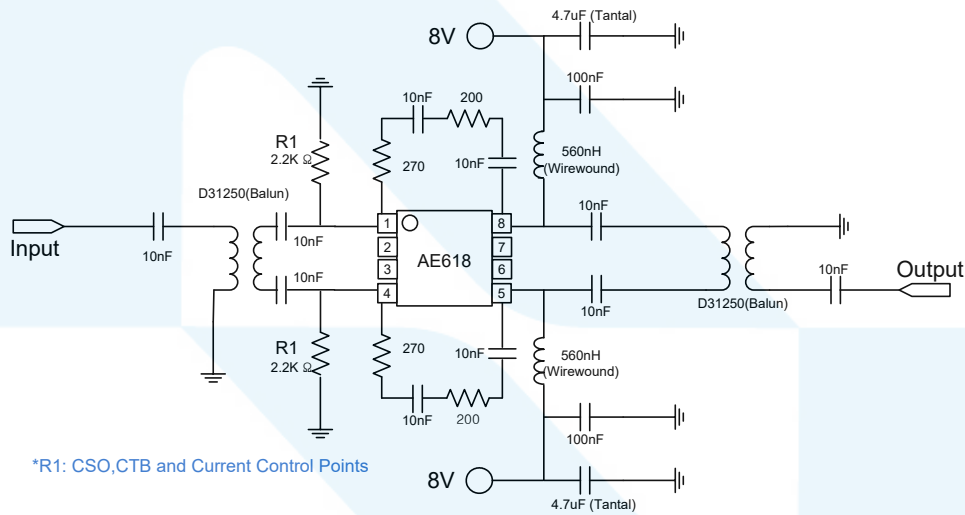 4.7uF (Tantal)
8V
100nF
10nF
200
R1
2.2K Ω
270
10nF
560nH
(Wirewound)
D31250(Balun)
10nF
10nF
1
8
Input
10nF
2
7
AE618
3
6
10nF
4
5
10nF
D31250(Balun)
10nF
Output
R1
2.2K Ω
270
10nF
560nH
(Wirewound)
10nF
200
100nF
*R1: CSO,CTB and Current Control Points
8V
4.7uF (Tantal)